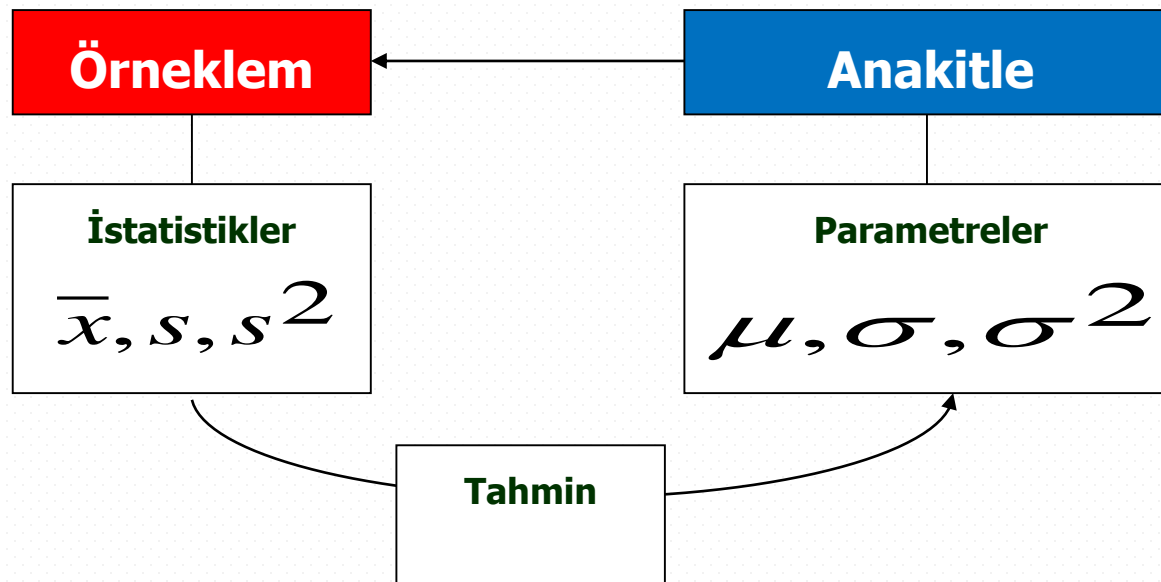 Örneklem
Anakitle
İstatistikler
x̅, s, s²
Parametreler
μ, σ, σ²
Tahmin